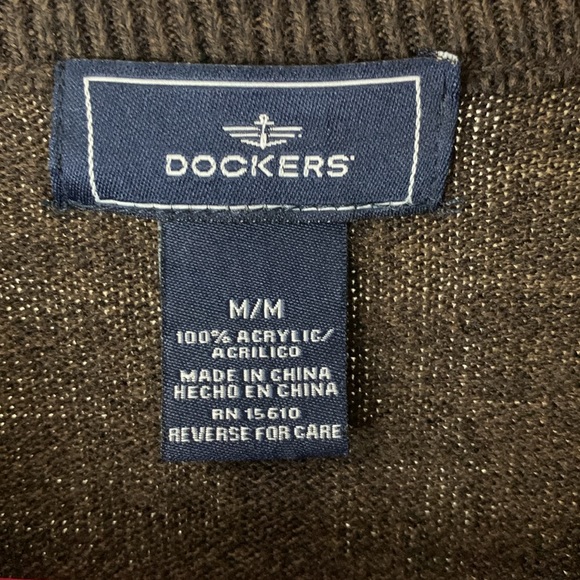 DOCKERS
M/M
100% ACRYLIC/
ACRILICO
MADE IN CHINA
HECHO EN CHINA
RN 15610
REVERSE FOR CARE